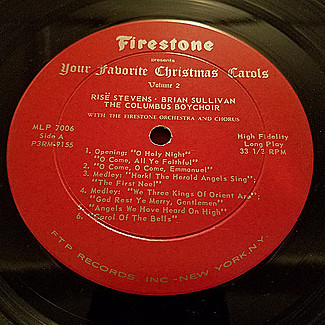 Firestone
presents
Your Favorite Christmas Carols
Volume 2
RISË STEVENS · BRIAN SULLIVAN
THE COLUMBUS BOYCHOIR
WITH THE FIRESTONE ORCHESTRA AND CHORUS
MLP 7006
Side A
P3RM-9155
High Fidelity
Long Play
33 1/3 RPM
1. Opening: "O Holy Night"
"O Come, All Ye Faithful"
2. "O Come, O Come, Emmanuel"
3. Medley: "Hark! The Herald Angels Sing",
"The First Noel"
4. Medley: "We Three Kings Of Orient Are",
"God Rest Ye Merry, Gentlemen"
5. "Angels We Have Heard On High"
6. "Carol Of The Bells"
F.T.P. RECORDS, INC.-NEW YORK, N.Y.